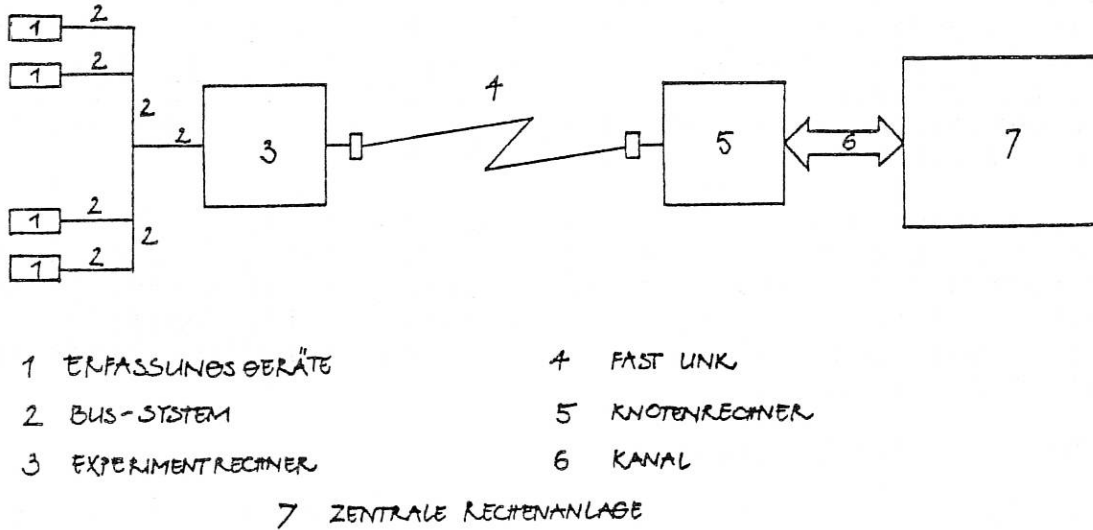 2
1 2
1 2
2
2
3
4
5
6
7
1 2
2
1 2
1 ERFASSUNGSGERÄTE
2 BUS-SYSTEM
3 EXPERIMENTRECHNER
4 FAST LINK
5 KNOTENRECHNER
6 KANAL
7 ZENTRALE RECHENANLAGE